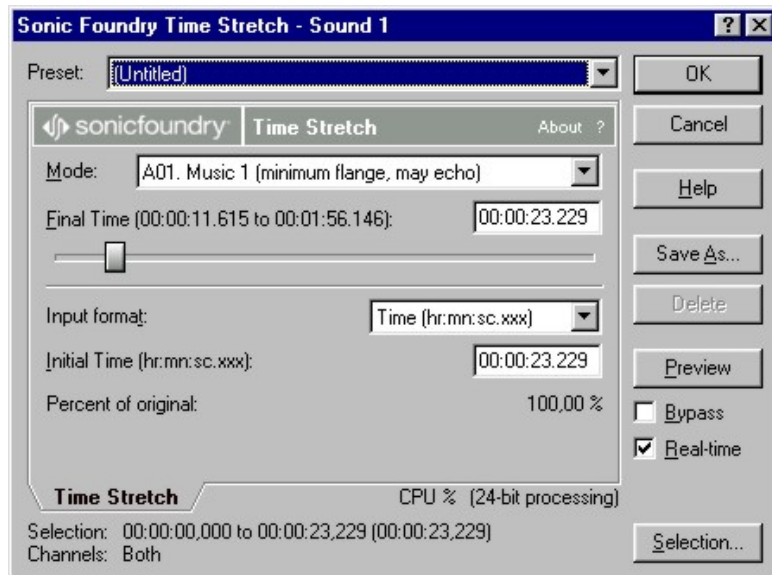 Sonic Foundry Time Stretch - Sound 1
Preset: (Untitled)
OK
sonicfoundry Time Stretch About ?
Cancel
Mode: A01. Music 1 (minimum flange, may echo)
Help
Final Time (00:00:11.615 to 00:01:56.146): 00:00:23.229
Save As...
Delete
Input format: Time (hr:mn:sc.xxx)
Initial Time (hr:mn:sc.xxx): 00:00:23.229
Preview
Percent of original: 100,00 %
Bypass
Real-time
Time Stretch CPU % (24-bit processing)
Selection: 00:00:00,000 to 00:00:23,229 (00:00:23,229)
Channels: Both
Selection...